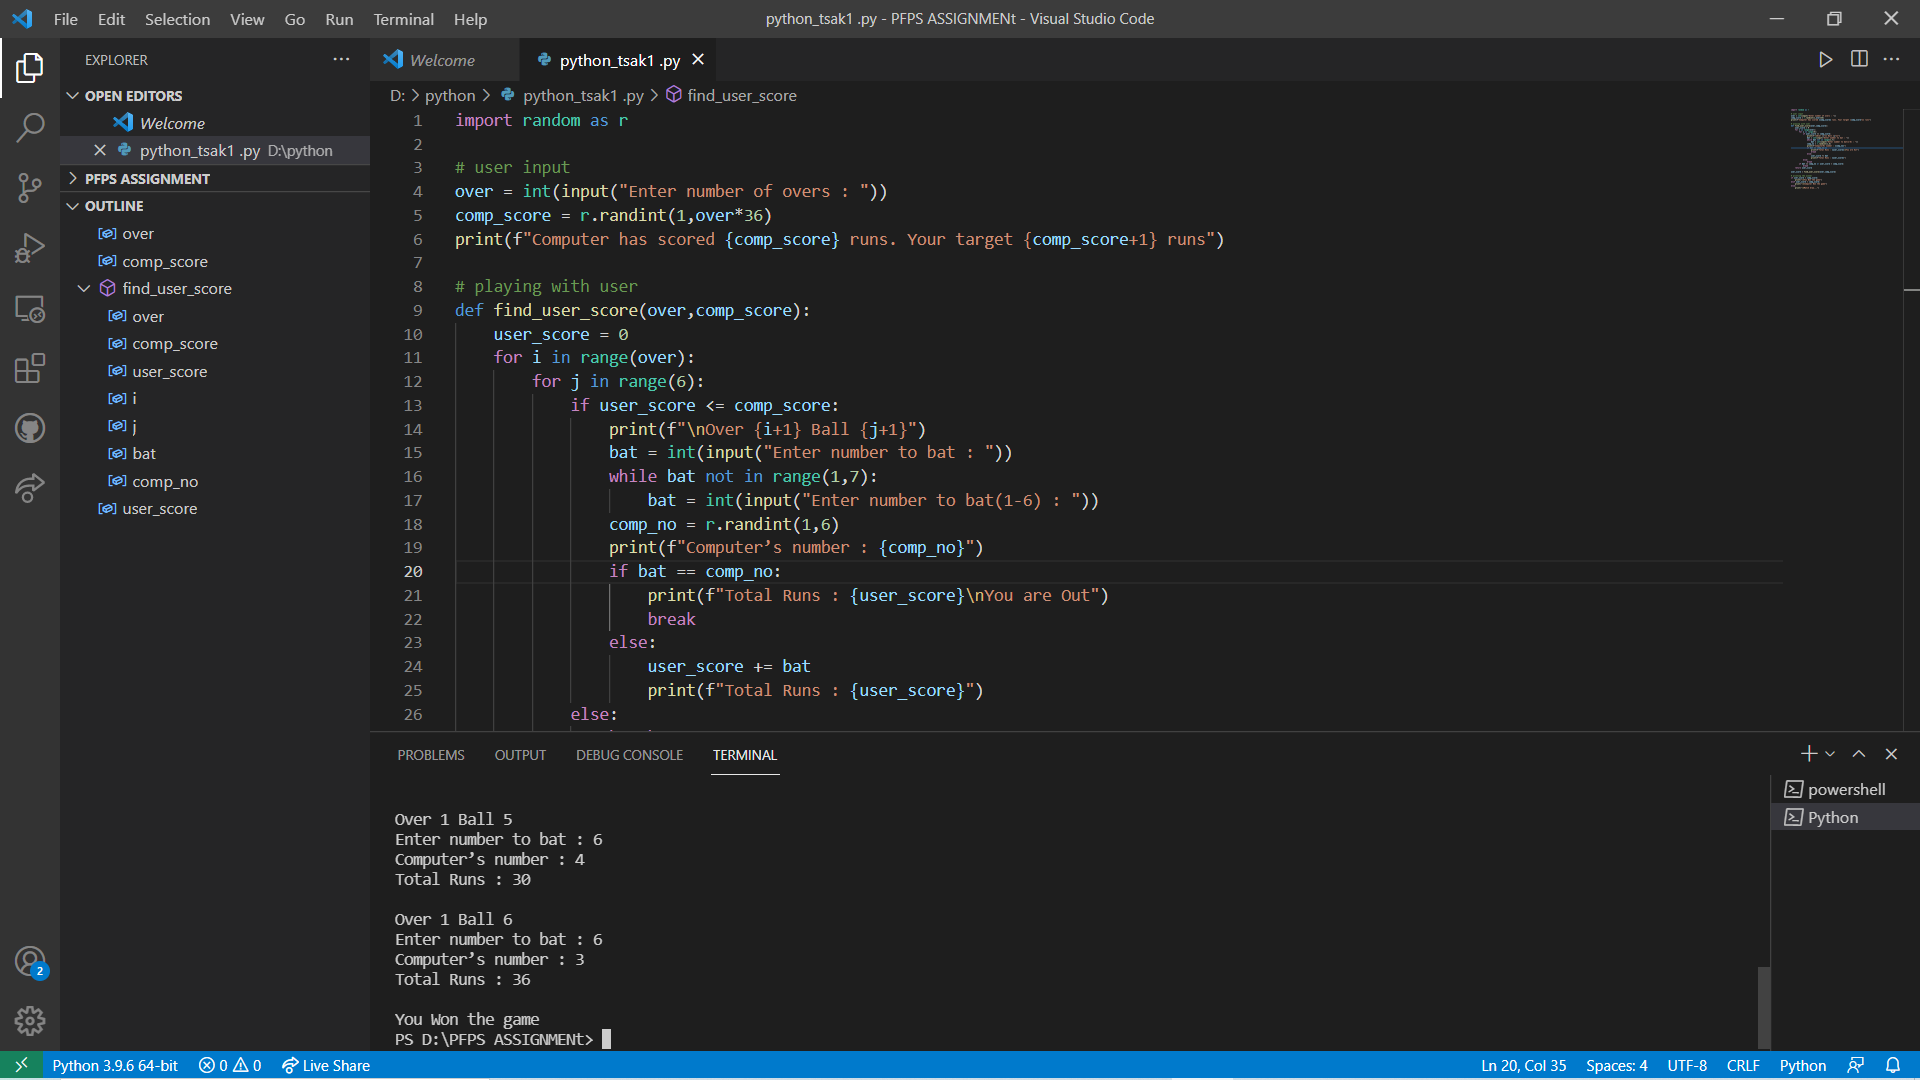 File Edit Selection View Go Run Terminal Help
python_tsak1 .py - PFPS ASSIGNMENt - Visual Studio Code
EXPLORER
OPEN EDITORS
Welcome
python_tsak1 .py D:\python
PFPS ASSIGNMENT
OUTLINE
over
comp_score
find_user_score
over
comp_score
user_score
i
j
bat
comp_no
user_score
2
Welcome
python_tsak1 .py
D: > python > python_tsak1 .py > find_user_score
1 import random as r
2
3 # user input
4 over = int(input("Enter number of overs : "))
5 comp_score = r.randint(1,over*36)
6 print(f"Computer has scored {comp_score} runs. Your target {comp_score+1} runs")
7
8 # playing with user
9 def find_user_score(over,comp_score):
10 user_score = 0
11 for i in range(over):
12 for j in range(6):
13 if user_score <= comp_score:
14 print(f"\nOver {i+1} Ball {j+1}")
15 bat = int(input("Enter number to bat : "))
16 while bat not in range(1,7):
17 bat = int(input("Enter number to bat(1-6) : "))
18 comp_no = r.randint(1,6)
19 print(f"Computer’s number : {comp_no}")
20 if bat == comp_no:
21 print(f"Total Runs : {user_score}\nYou are Out")
22 break
23 else:
24 user_score += bat
25 print(f"Total Runs : {user_score}")
26 else:
PROBLEMS OUTPUT DEBUG CONSOLE TERMINAL
powershell
Python
Over 1 Ball 5
Enter number to bat : 6
Computer’s number : 4
Total Runs : 30
Over 1 Ball 6
Enter number to bat : 6
Computer’s number : 3
Total Runs : 36
You Won the game
PS D:\PFPS ASSIGNMENt>
Python 3.9.6 64-bit 0 0 Live Share
Ln 20, Col 35 Spaces: 4 UTF-8 CRLF Python